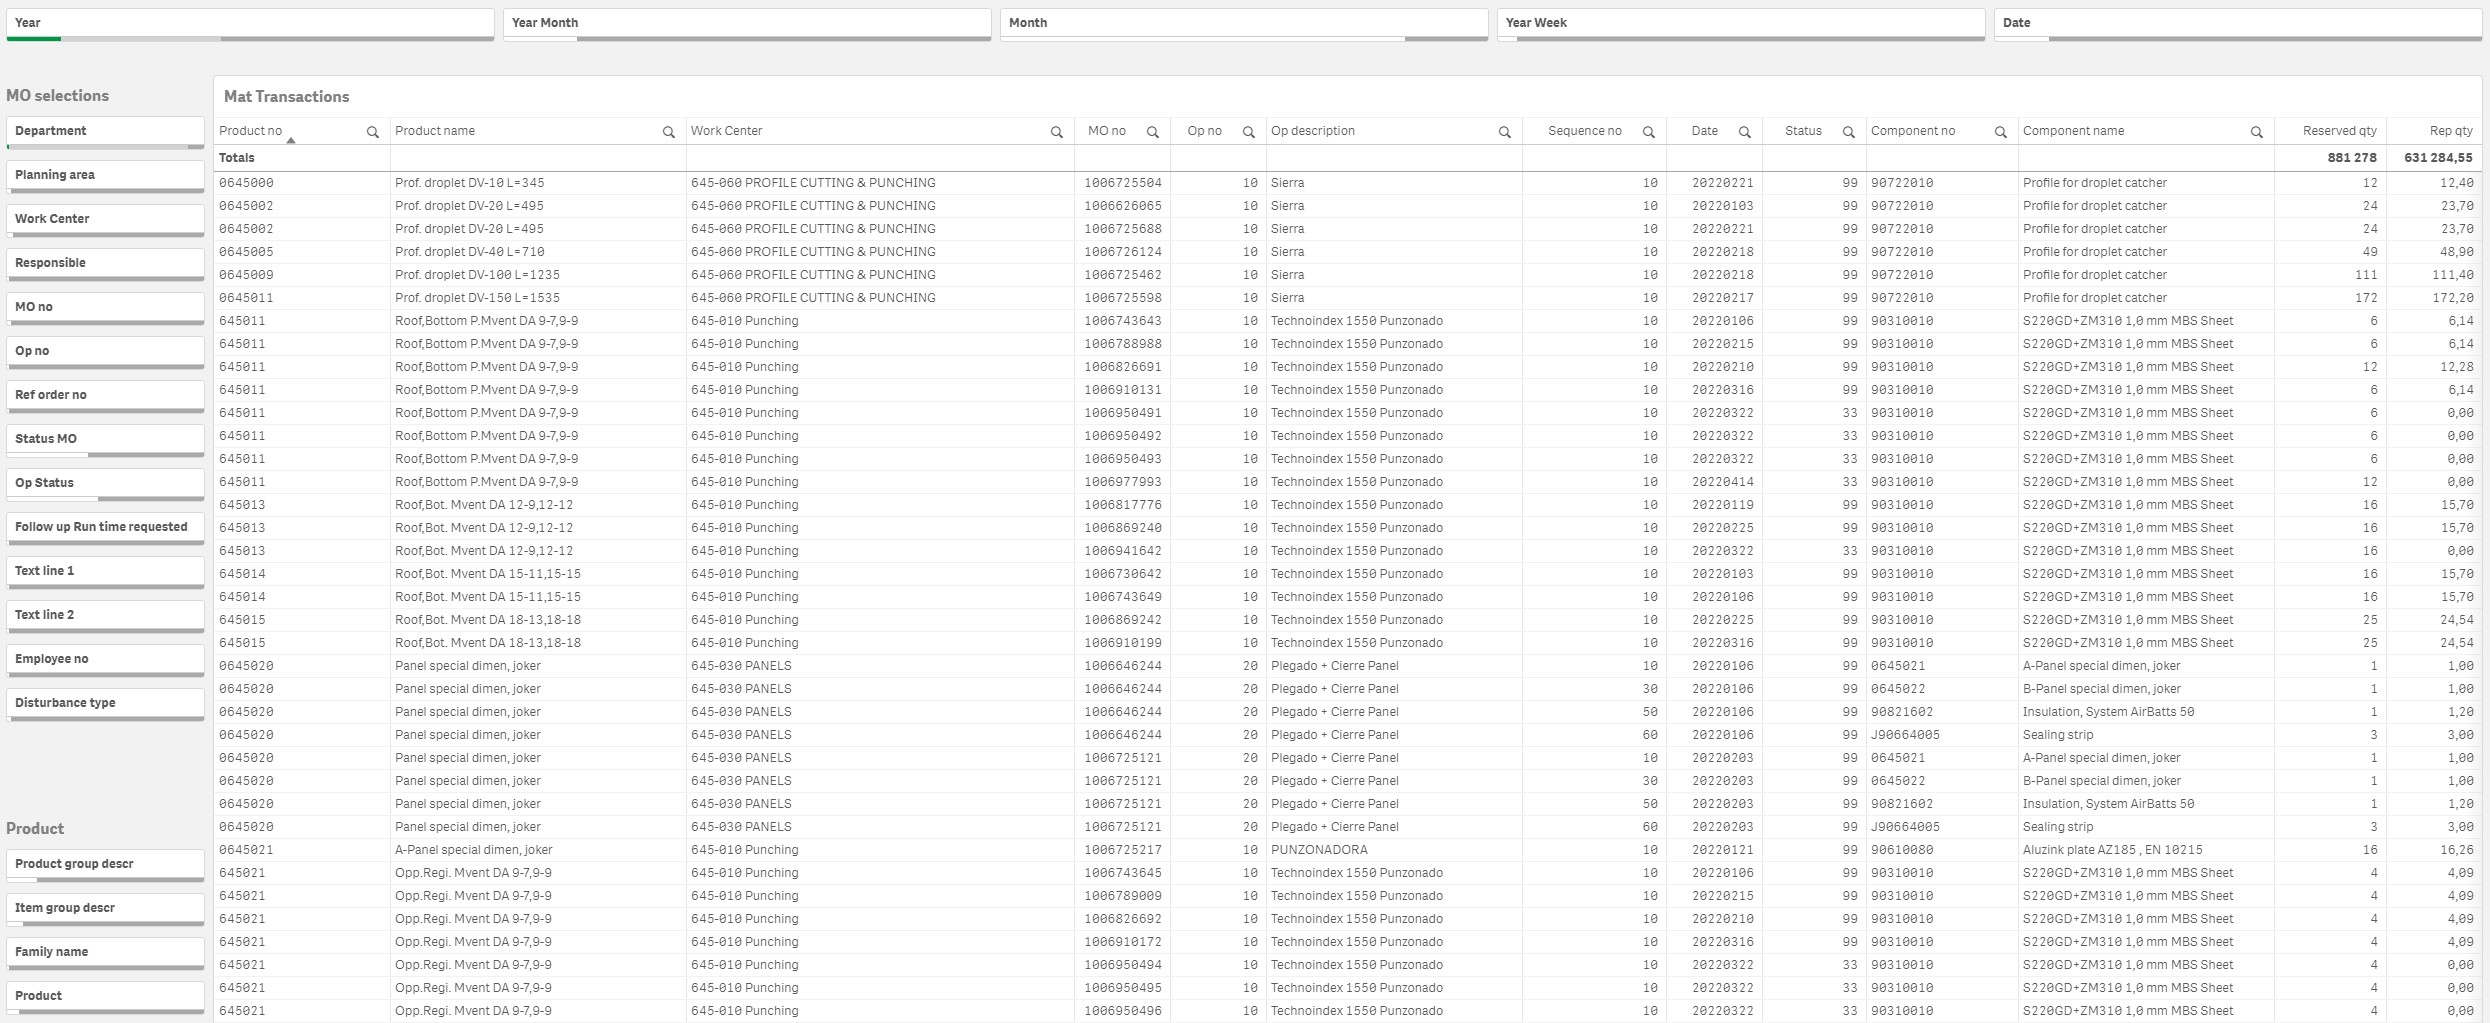 Year Year Month Month Year Week Date
MO selections
Department
Planning area
Work Center
Responsible
MO no
Op no
Ref order no
Status MO
Op Status
Follow up Run time requested
Text line 1
Text line 2
Employee no
Disturbance type
Product
Product group descr
Item group descr
Family name
Product
Mat Transactions
Product no Product name Work Center MO no Op no Op description Sequence no Date Status Component no Component name Reserved qty Rep qty
Totals 881 278 631 284,55
0645000 Prof. droplet DV-10 L=345 645-060 PROFILE CUTTING & PUNCHING 1006725504 10 Sierra 10 20220221 99 90722010 Profile for droplet catcher 12 12,40
0645002 Prof. droplet DV-20 L=495 645-060 PROFILE CUTTING & PUNCHING 1006626065 10 Sierra 10 20220103 99 90722010 Profile for droplet catcher 24 23,70
0645002 Prof. droplet DV-20 L=495 645-060 PROFILE CUTTING & PUNCHING 1006725688 10 Sierra 10 20220221 99 90722010 Profile for droplet catcher 24 23,70
0645005 Prof. droplet DV-40 L=710 645-060 PROFILE CUTTING & PUNCHING 1006726124 10 Sierra 10 20220218 99 90722010 Profile for droplet catcher 49 48,90
0645009 Prof. droplet DV-100 L=1235 645-060 PROFILE CUTTING & PUNCHING 1006725462 10 Sierra 10 20220218 99 90722010 Profile for droplet catcher 111 111,40
0645011 Prof. droplet DV-150 L=1535 645-060 PROFILE CUTTING & PUNCHING 1006725598 10 Sierra 10 20220217 99 90722010 Profile for droplet catcher 172 172,20
645011 Roof,Bottom P.Mvent DA 9-7,9-9 645-010 Punching 1006743643 10 Technoindex 1550 Punzonado 10 20220106 99 90310010 S220GD+ZM310 1,0 mm MBS Sheet 6 6,14
645011 Roof,Bottom P.Mvent DA 9-7,9-9 645-010 Punching 1006788988 10 Technoindex 1550 Punzonado 10 20220215 99 90310010 S220GD+ZM310 1,0 mm MBS Sheet 6 6,14
645011 Roof,Bottom P.Mvent DA 9-7,9-9 645-010 Punching 1006826691 10 Technoindex 1550 Punzonado 10 20220210 99 90310010 S220GD+ZM310 1,0 mm MBS Sheet 12 12,28
645011 Roof,Bottom P.Mvent DA 9-7,9-9 645-010 Punching 1006910131 10 Technoindex 1550 Punzonado 10 20220316 99 90310010 S220GD+ZM310 1,0 mm MBS Sheet 6 6,14
645011 Roof,Bottom P.Mvent DA 9-7,9-9 645-010 Punching 1006950491 10 Technoindex 1550 Punzonado 10 20220322 33 90310010 S220GD+ZM310 1,0 mm MBS Sheet 6 0,00
645011 Roof,Bottom P.Mvent DA 9-7,9-9 645-010 Punching 1006950492 10 Technoindex 1550 Punzonado 10 20220322 33 90310010 S220GD+ZM310 1,0 mm MBS Sheet 6 0,00
645011 Roof,Bottom P.Mvent DA 9-7,9-9 645-010 Punching 1006950493 10 Technoindex 1550 Punzonado 10 20220322 33 90310010 S220GD+ZM310 1,0 mm MBS Sheet 6 0,00
645011 Roof,Bottom P.Mvent DA 9-7,9-9 645-010 Punching 1006977993 10 Technoindex 1550 Punzonado 10 20220414 33 90310010 S220GD+ZM310 1,0 mm MBS Sheet 12 0,00
645013 Roof,Bot. Mvent DA 12-9,12-12 645-010 Punching 1006817776 10 Technoindex 1550 Punzonado 10 20220119 99 90310010 S220GD+ZM310 1,0 mm MBS Sheet 16 15,70
645013 Roof,Bot. Mvent DA 12-9,12-12 645-010 Punching 1006869240 10 Technoindex 1550 Punzonado 10 20220225 99 90310010 S220GD+ZM310 1,0 mm MBS Sheet 16 15,70
645013 Roof,Bot. Mvent DA 12-9,12-12 645-010 Punching 1006941642 10 Technoindex 1550 Punzonado 10 20220322 33 90310010 S220GD+ZM310 1,0 mm MBS Sheet 16 0,00
645014 Roof,Bot. Mvent DA 15-11,15-15 645-010 Punching 1006730642 10 Technoindex 1550 Punzonado 10 20220103 99 90310010 S220GD+ZM310 1,0 mm MBS Sheet 16 15,70
645014 Roof,Bot. Mvent DA 15-11,15-15 645-010 Punching 1006743649 10 Technoindex 1550 Punzonado 10 20220106 99 90310010 S220GD+ZM310 1,0 mm MBS Sheet 16 15,70
645015 Roof,Bot. Mvent DA 18-13,18-18 645-010 Punching 1006869242 10 Technoindex 1550 Punzonado 10 20220225 99 90310010 S220GD+ZM310 1,0 mm MBS Sheet 25 24,54
645015 Roof,Bot. Mvent DA 18-13,18-18 645-010 Punching 1006910199 10 Technoindex 1550 Punzonado 10 20220316 99 90310010 S220GD+ZM310 1,0 mm MBS Sheet 25 24,54
0645020 Panel special dimen, joker 645-030 PANELS 1006646244 20 Plegado + Cierre Panel 10 20220106 99 0645021 A-Panel special dimen, joker 1 1,00
0645020 Panel special dimen, joker 645-030 PANELS 1006646244 20 Plegado + Cierre Panel 30 20220106 99 0645022 B-Panel special dimen, joker 1 1,00
0645020 Panel special dimen, joker 645-030 PANELS 1006646244 20 Plegado + Cierre Panel 50 20220106 99 90821602 Insulation, System AirBatts 50 1 1,20
0645020 Panel special dimen, joker 645-030 PANELS 1006646244 20 Plegado + Cierre Panel 60 20220106 99 J90664005 Sealing strip 3 3,00
0645020 Panel special dimen, joker 645-030 PANELS 1006725121 20 Plegado + Cierre Panel 10 20220203 99 0645021 A-Panel special dimen, joker 1 1,00
0645020 Panel special dimen, joker 645-030 PANELS 1006725121 20 Plegado + Cierre Panel 30 20220203 99 0645022 B-Panel special dimen, joker 1 1,00
0645020 Panel special dimen, joker 645-030 PANELS 1006725121 20 Plegado + Cierre Panel 50 20220203 99 90821602 Insulation, System AirBatts 50 1 1,20
0645020 Panel special dimen, joker 645-030 PANELS 1006725121 20 Plegado + Cierre Panel 60 20220203 99 J90664005 Sealing strip 3 3,00
0645021 A-Panel special dimen, joker 645-010 Punching 1006725217 10 PUNZONADORA 10 20220121 99 90610080 Aluzink plate AZ185 , EN 10215 16 16,26
645021 Opp.Regi. Mvent DA 9-7,9-9 645-010 Punching 1006743645 10 Technoindex 1550 Punzonado 10 20220106 99 90310010 S220GD+ZM310 1,0 mm MBS Sheet 4 4,09
645021 Opp.Regi. Mvent DA 9-7,9-9 645-010 Punching 1006789009 10 Technoindex 1550 Punzonado 10 20220215 99 90310010 S220GD+ZM310 1,0 mm MBS Sheet 4 4,09
645021 Opp.Regi. Mvent DA 9-7,9-9 645-010 Punching 1006826692 10 Technoindex 1550 Punzonado 10 20220210 99 90310010 S220GD+ZM310 1,0 mm MBS Sheet 4 4,09
645021 Opp.Regi. Mvent DA 9-7,9-9 645-010 Punching 1006910172 10 Technoindex 1550 Punzonado 10 20220316 99 90310010 S220GD+ZM310 1,0 mm MBS Sheet 4 4,09
645021 Opp.Regi. Mvent DA 9-7,9-9 645-010 Punching 1006950494 10 Technoindex 1550 Punzonado 10 20220322 33 90310010 S220GD+ZM310 1,0 mm MBS Sheet 4 0,00
645021 Opp.Regi. Mvent DA 9-7,9-9 645-010 Punching 1006950495 10 Technoindex 1550 Punzonado 10 20220322 33 90310010 S220GD+ZM310 1,0 mm MBS Sheet 4 0,00
645021 Opp.Regi. Mvent DA 9-7,9-9 645-010 Punching 1006950496 10 Technoindex 1550 Punzonado 10 20220322 33 90310010 S220GD+ZM310 1,0 mm MBS Sheet 4 0,00